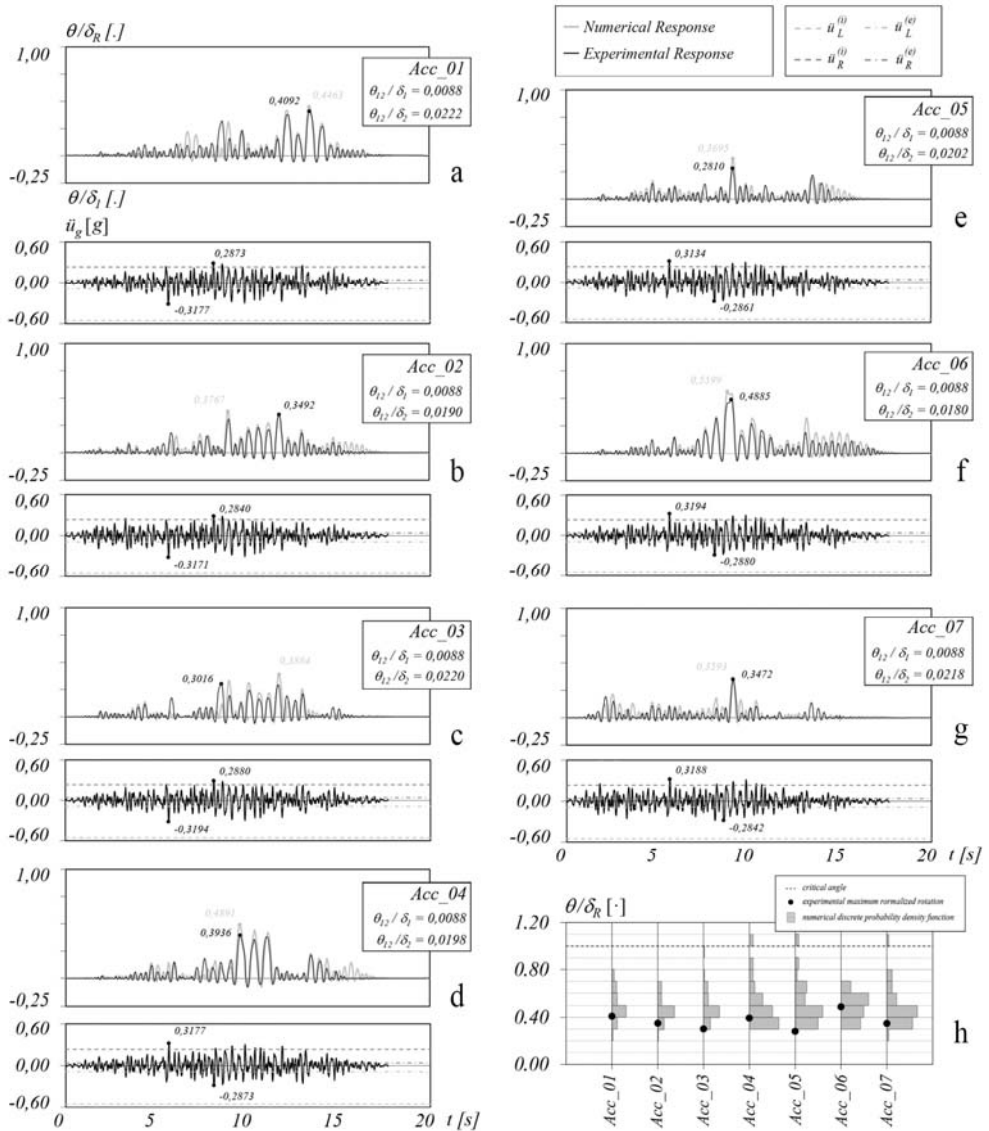 θ/δR [.]
1,00
-0,25
Acc_01
θ12 / δ1 = 0,0088
θ12 / δ2 = 0,0222
0,4092
0,4463
a
θ/δ1 [.]
üg [g]
0,60
0,00
-0,60
0,2873
-0,3177
1,00
-0,25
Acc_02
θ12 / δ1 = 0,0088
θ12/δ2 = 0,0190
0,3787
0,3492
b
0,60
0,00
-0,60
0,2840
-0.3171
1,00
-0,25
Acc_03
θ12 / δ1 = 0,0088
θ12/δ2 = 0,0220
0,3016
c
0,60
0,00
-0,60
0,2880
-0,3194
1,00
-0,25
Acc_04
θ12 / δ1 = 0,0088
θ12/δ2 = 0,0198
0,4891
0,3936
d
0,60
0,00
-0,60
0,3177
-0,2873
0 5 10 15 20 t [s]
Numerical Response
Experimental Response
üL(i) üL(e)
üR(i) üR(e)
1,00
-0,25
Acc_05
θ12 / δ1 = 0,0088
θ12 / δ2 = 0,0202
0,3695
0,2810
e
0,60
0,00
-0,60
0,3134
-0,2861
1,00
-0,25
Acc_06
θ12 / δ1 = 0,0088
θ12 / δ2 = 0,0180
0,5199
0,4885
f
0,60
0,00
-0,60
0,3194
-0,2880
1,00
-0,25
Acc_07
θ12 / δ1 = 0,0088
θ12 / δ2 = 0,0218
0,3593
0,3472
g
0,60
0,00
-0,60
0,3188
-0,2842
0 5 10 15 20
t [s]
θ/δR [·]
critical angle
experimental maximum normalized rotation
numerical discrete probability density function
1.20
0.80
0.40
0.00
h
Acc_01
Acc_02
Acc_03
Acc_04
Acc_05
Acc_06
Acc_07